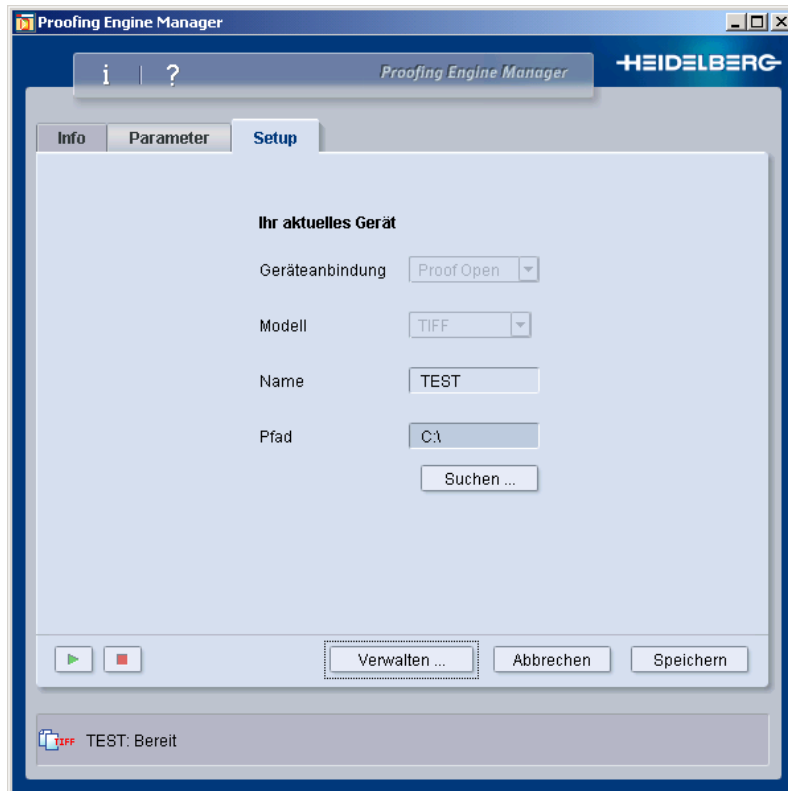 Proofing Engine Manager
i | ?
Proofing Engine Manager
HEIDELBERG
Info Parameter Setup
Ihr aktuelles Gerät
Geräteanbindung Proof Open
Modell TIFF
Name TEST
Pfad C:\
Suchen ...
Verwalten ... Abbrechen Speichern
TIFF TEST: Bereit